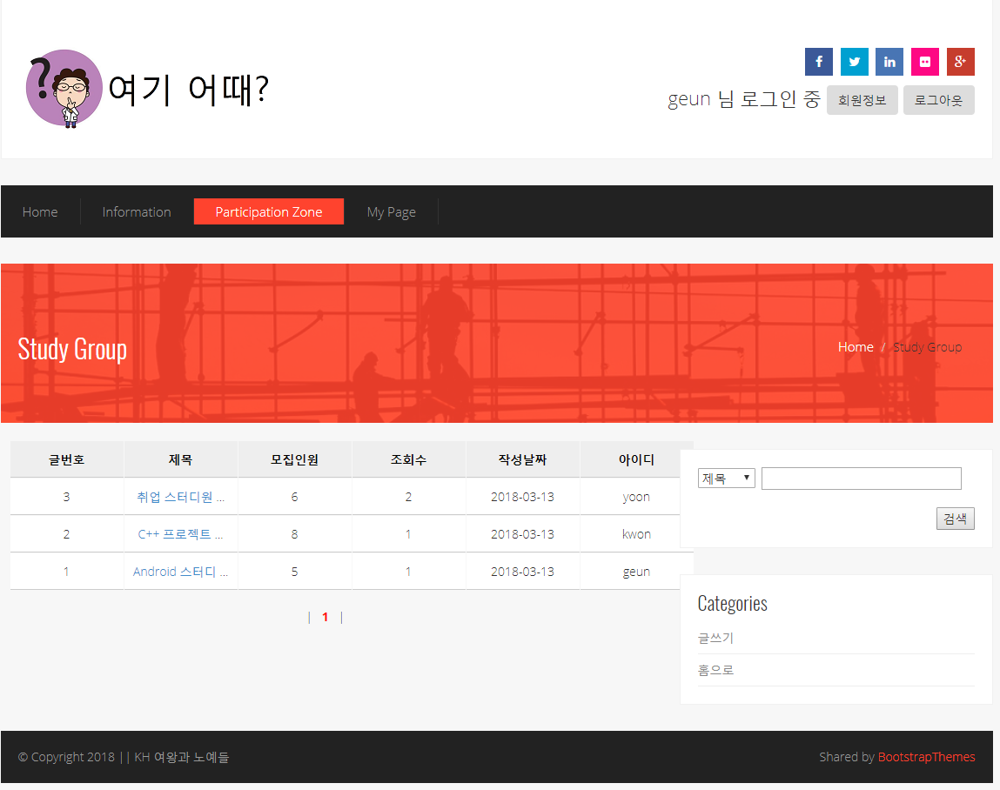 여기 어때?
geun 님 로그인 중 회원정보 로그아웃
Home Information Participation Zone My Page
Study Group
Home / Study Group
글번호 제목 모집인원 조회수 작성날짜 아이디
3 취업 스터디원 ... 6 2 2018-03-13 yoon
2 C++ 프로젝트 ... 8 1 2018-03-13 kwon
1 Android 스터디 ... 5 1 2018-03-13 geun
| 1 |
제목
검색
Categories
글쓰기
홈으로
© Copyright 2018 || KH 여왕과 노예들
Shared by BootstrapThemes